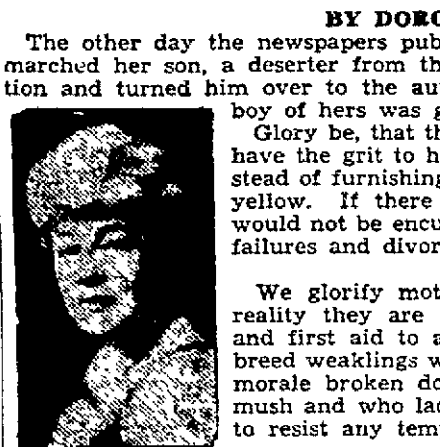 BY DORO
The other day the newspapers pub
marched her son, a deserter from th
tion and turned him over to the au
boy of hers was g
Glory be, that th
have the grit to h
stead of furnishing
yellow. If there
would not be encu
failures and divor
We glorify mot
reality they are
and first aid to a
breed weaklings w
morale broken do
mush and who lac
to resist any tem